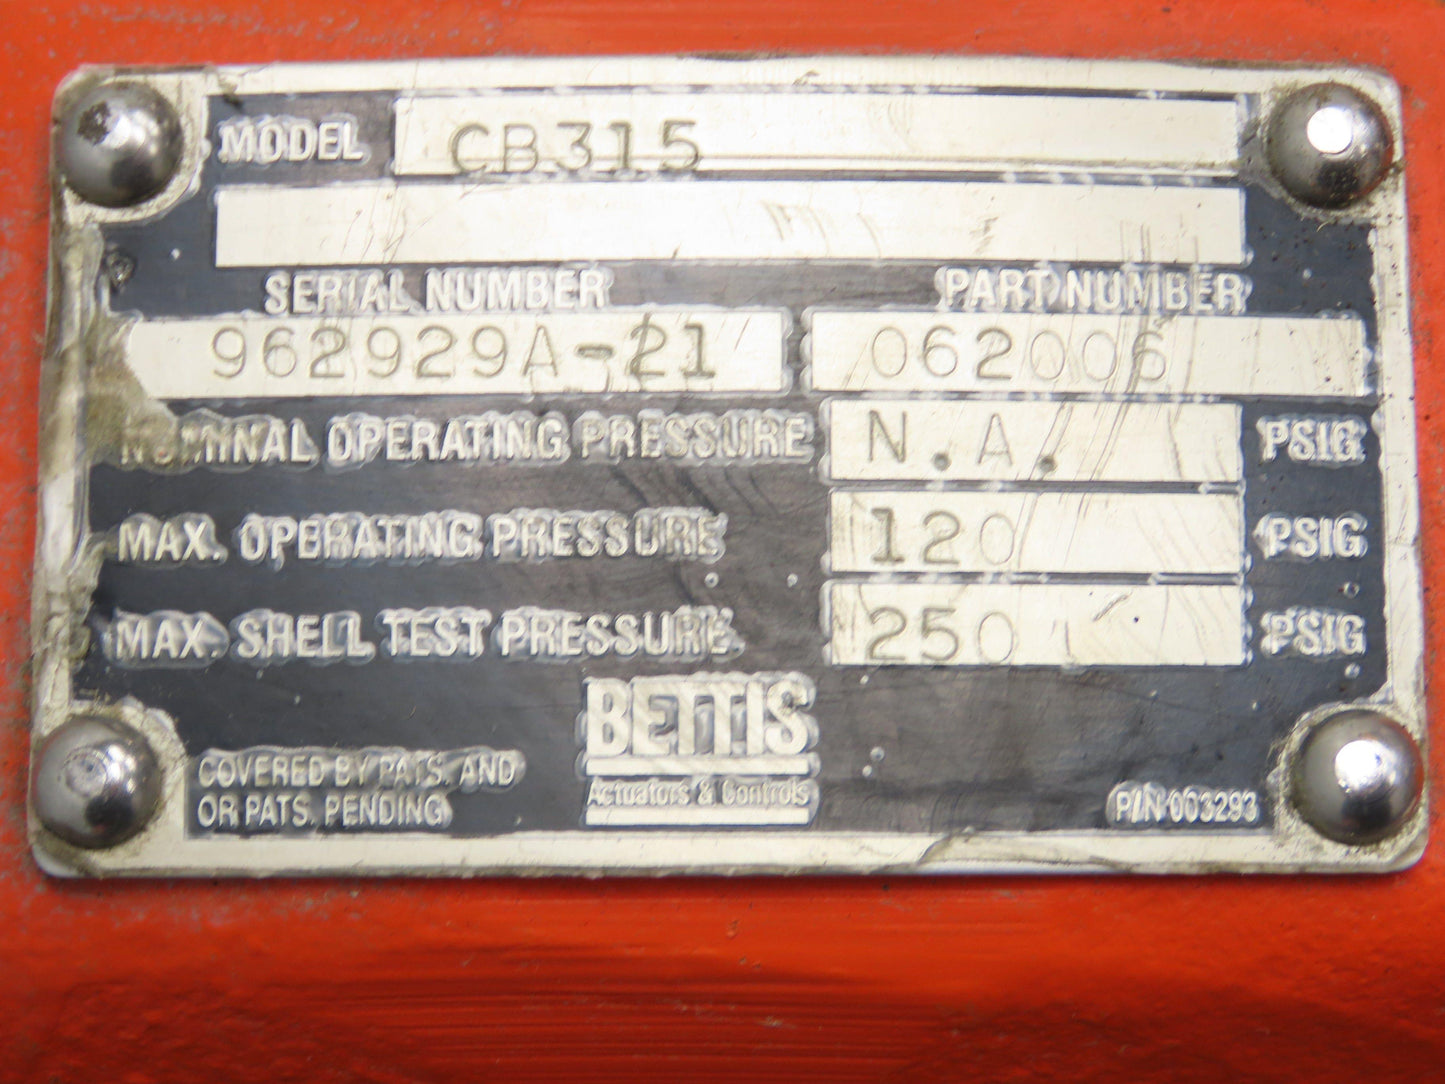 MODEL CB315
SERIAL NUMBER PART NUMBER
962929A-21 062006
NOMINAL OPERATING PRESSURE N.A. PSIG
MAX. OPERATING PRESSURE 120 PSIG
MAX. SHELL TEST PRESSURE 250 PSIG
BETTIS
Actuators & Controls
COVERED BY PATS. AND
OR PATS. PENDING
P/N 003293